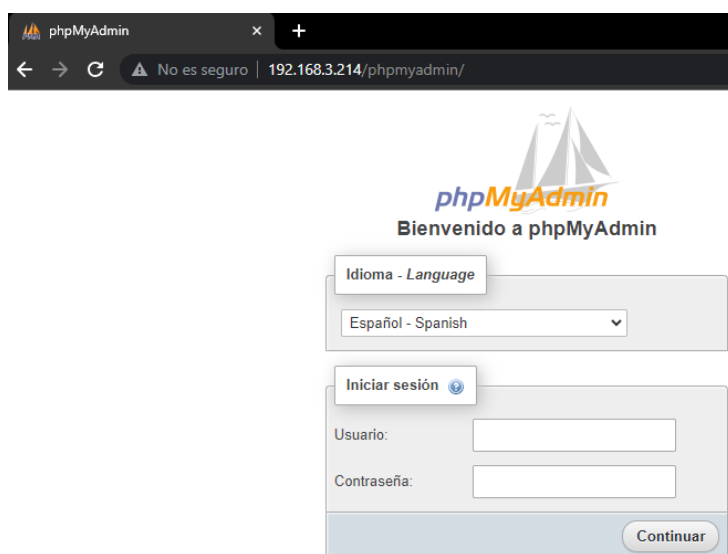 phpMyAdmin
No es seguro | 192.168.3.214/phpmyadmin/
phpMyAdmin
Bienvenido a phpMyAdmin
Idioma - Language
Español - Spanish
Iniciar sesión
Usuario:
Contraseña:
Continuar